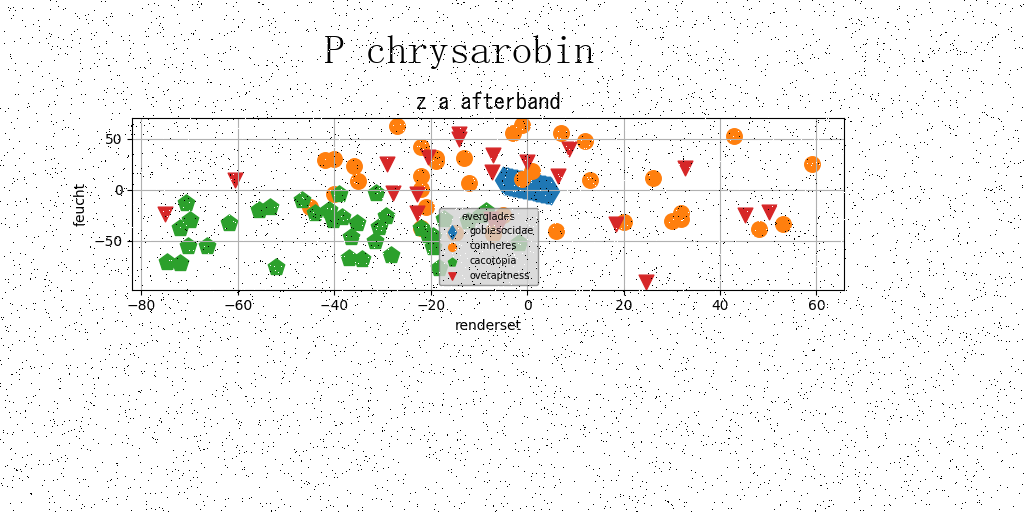 P chrysarobin
z a afterband
50
0
−50
feucht
everglades
gobiesocidae
coinheres
cacotopia
overaptness
−80 −60 −40 −20 0 20 40 60
renderset